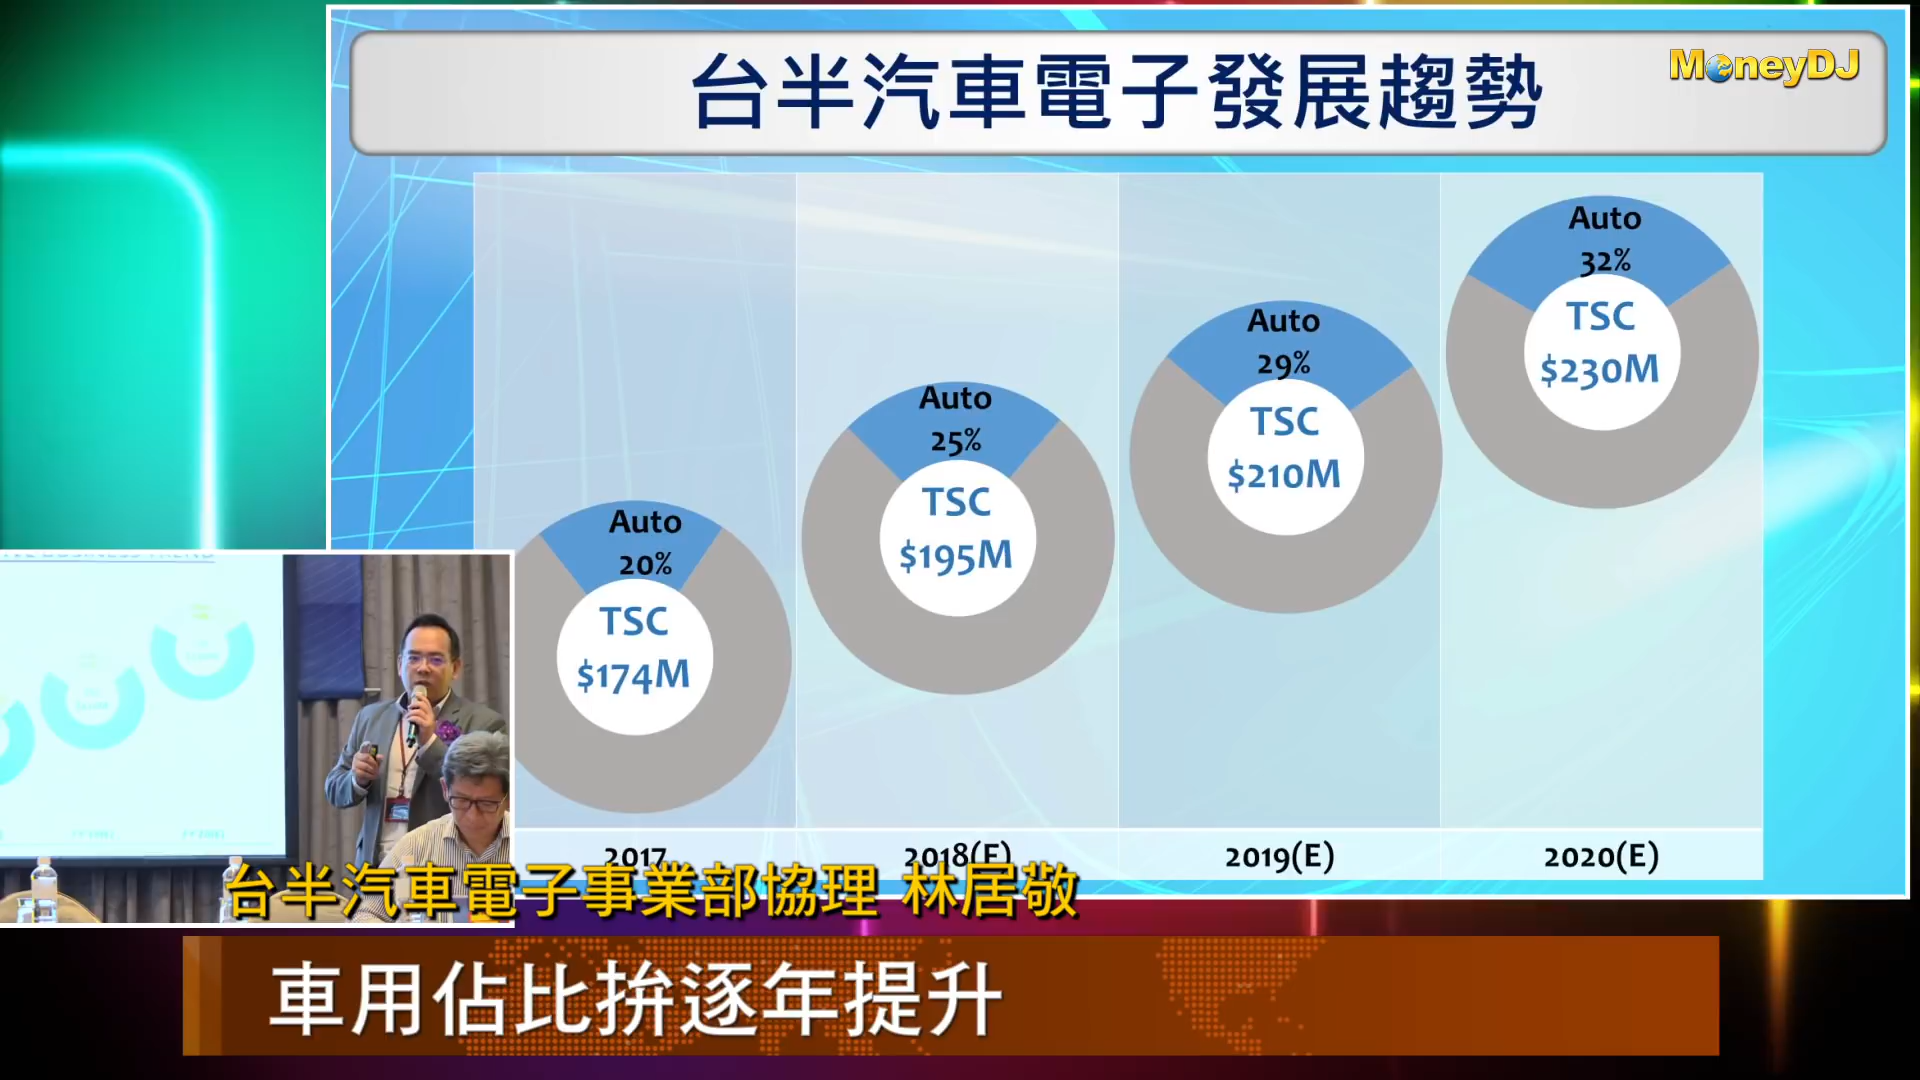 台半汽車電子發展趨勢
MoneyDJ
Auto
20%
TSC
$174M
Auto
25%
TSC
$195M
Auto
29%
TSC
$210M
Auto
32%
TSC
$230M
2017
2018(E)
2019(E)
2020(E)
台半汽車電子事業部協理 林居敬
車用佔比拚逐年提升